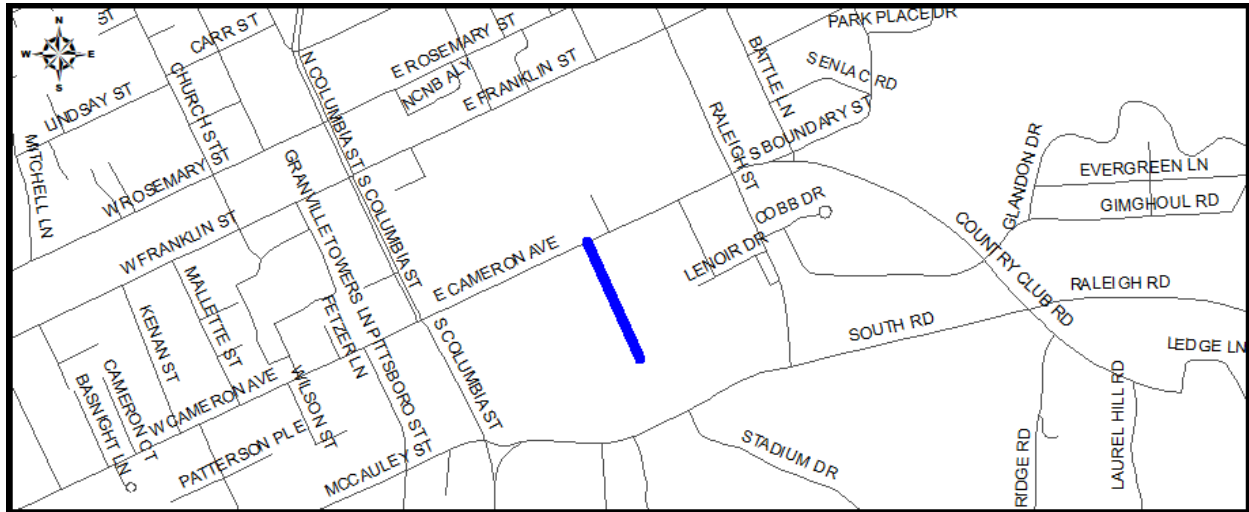 N
W E
S
ST
CARR ST
E ROSEMARY ST
PARK PLACE DR
BATTLE LN
SENLAC RD
NCNB ALY
E FRANKLIN ST
LINDSAY ST
CHURCH ST
N COLUMBIA ST
RALEIGH ST
S BOUNDARY ST
MITCHELL LN
W ROSEMARY ST
GRANVILLE TOWERS LN
S COLUMBIA ST
GLANDON DR
EVERGREEN LN
GIMGHOUL RD
COBB DR
LENOIR DR
COUNTRY CLUB RD
W FRANKLIN ST
E CAMERON AVE
MALLETTE ST
KENAN ST
FETZER LN
PITTSBORO ST
S COLUMBIA ST
SOUTH RD
RALEIGH RD
LEDGE LN
BASNIGHT LN
CAMERON CT
W CAMERON AVE
WILSON ST
PATTERSON PL
MCCAULEY ST
STADIUM DR
RIDGE RD
LAUREL HILL RD